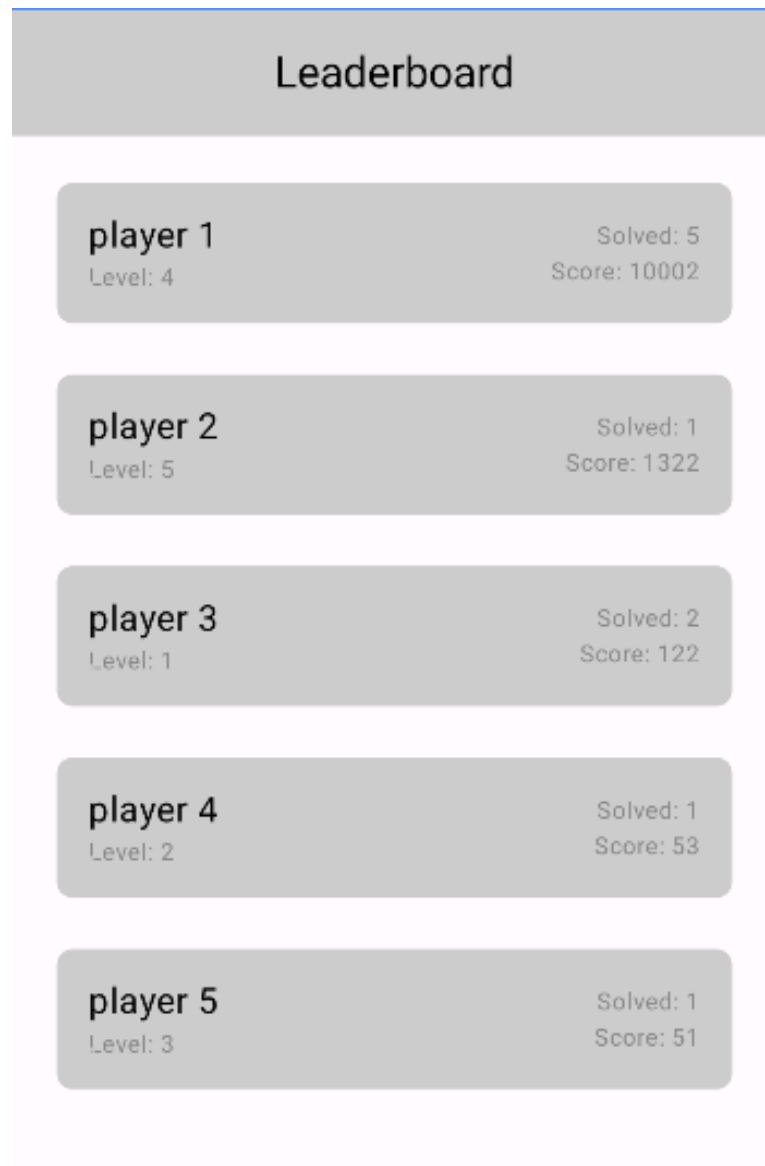 Leaderboard
player 1
Level: 4
Solved: 5
Score: 10002
player 2
Level: 5
Solved: 1
Score: 1322
player 3
Level: 1
Solved: 2
Score: 122
player 4
Level: 2
Solved: 1
Score: 53
player 5
Level: 3
Solved: 1
Score: 51